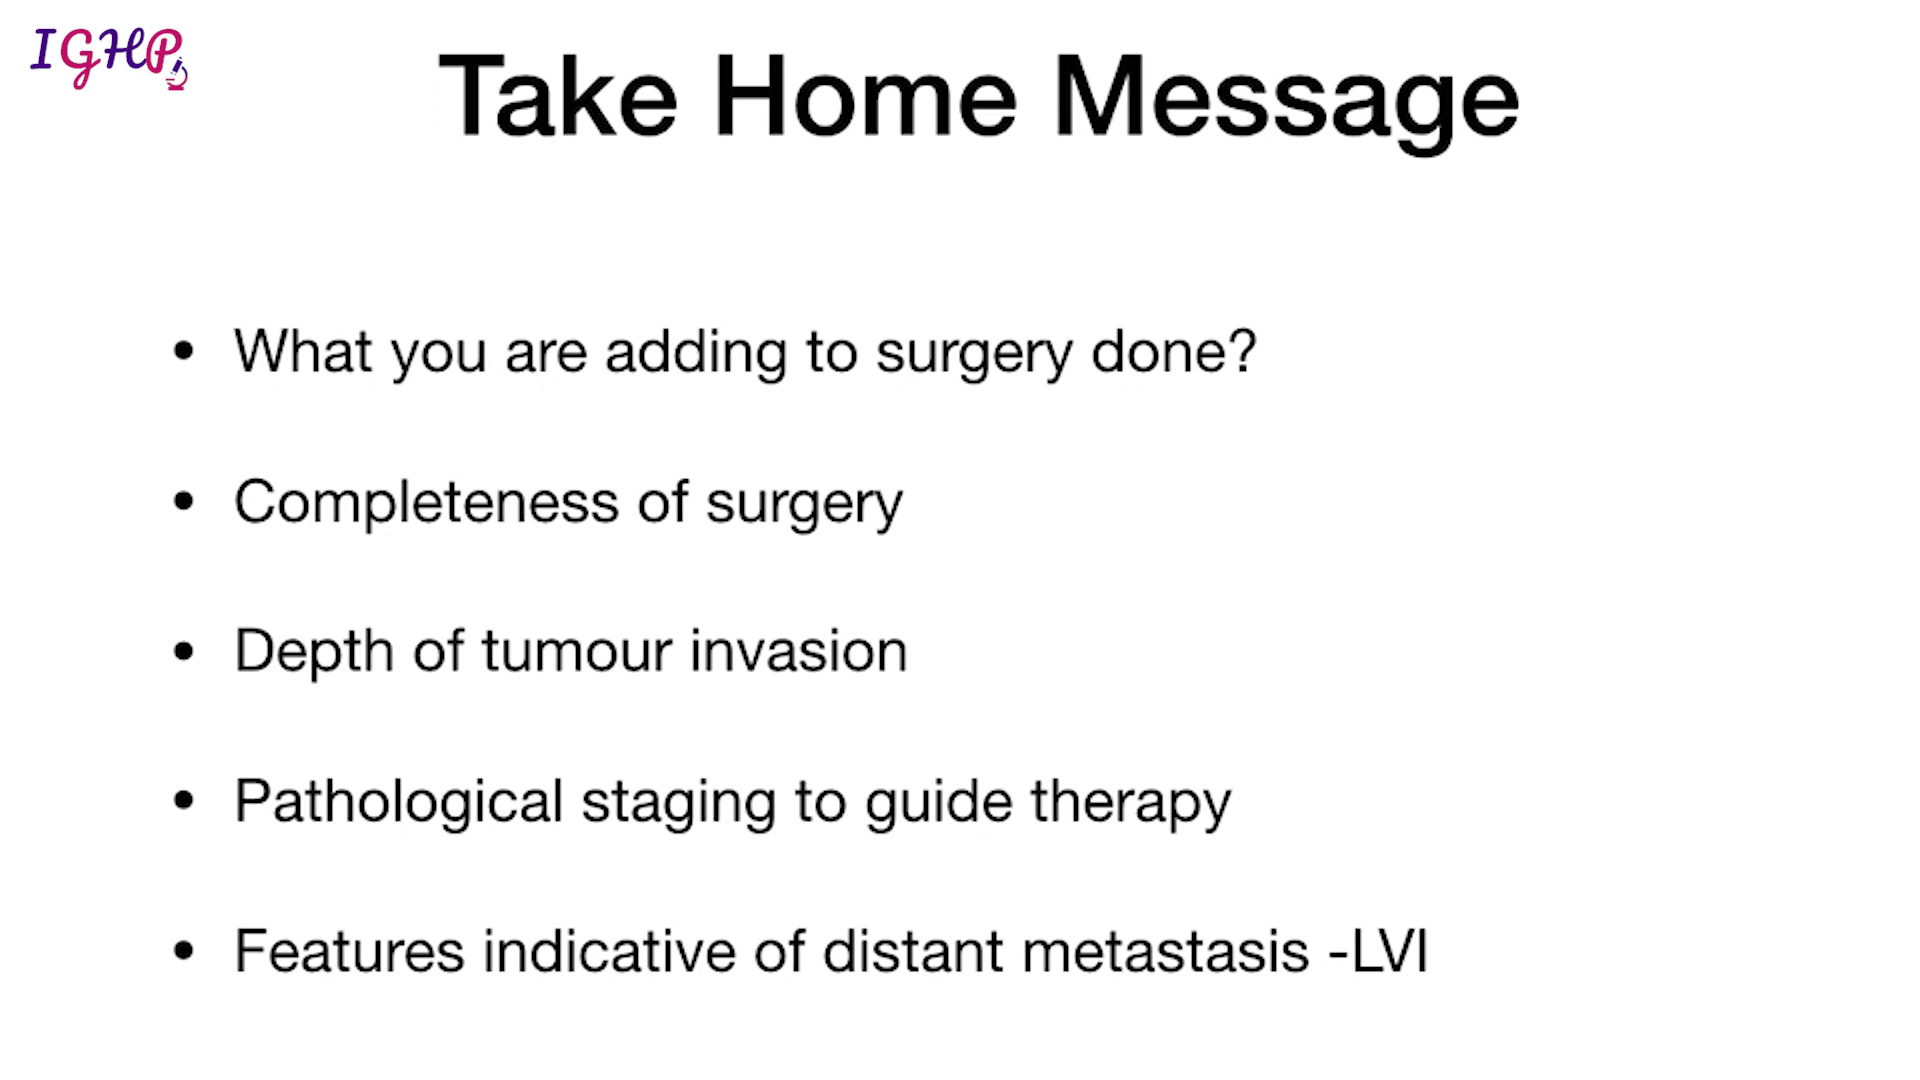 IGHP
Take Home Message
• What you are adding to surgery done?
• Completeness of surgery
• Depth of tumour invasion
• Pathological staging to guide therapy
• Features indicative of distant metastasis -LVI